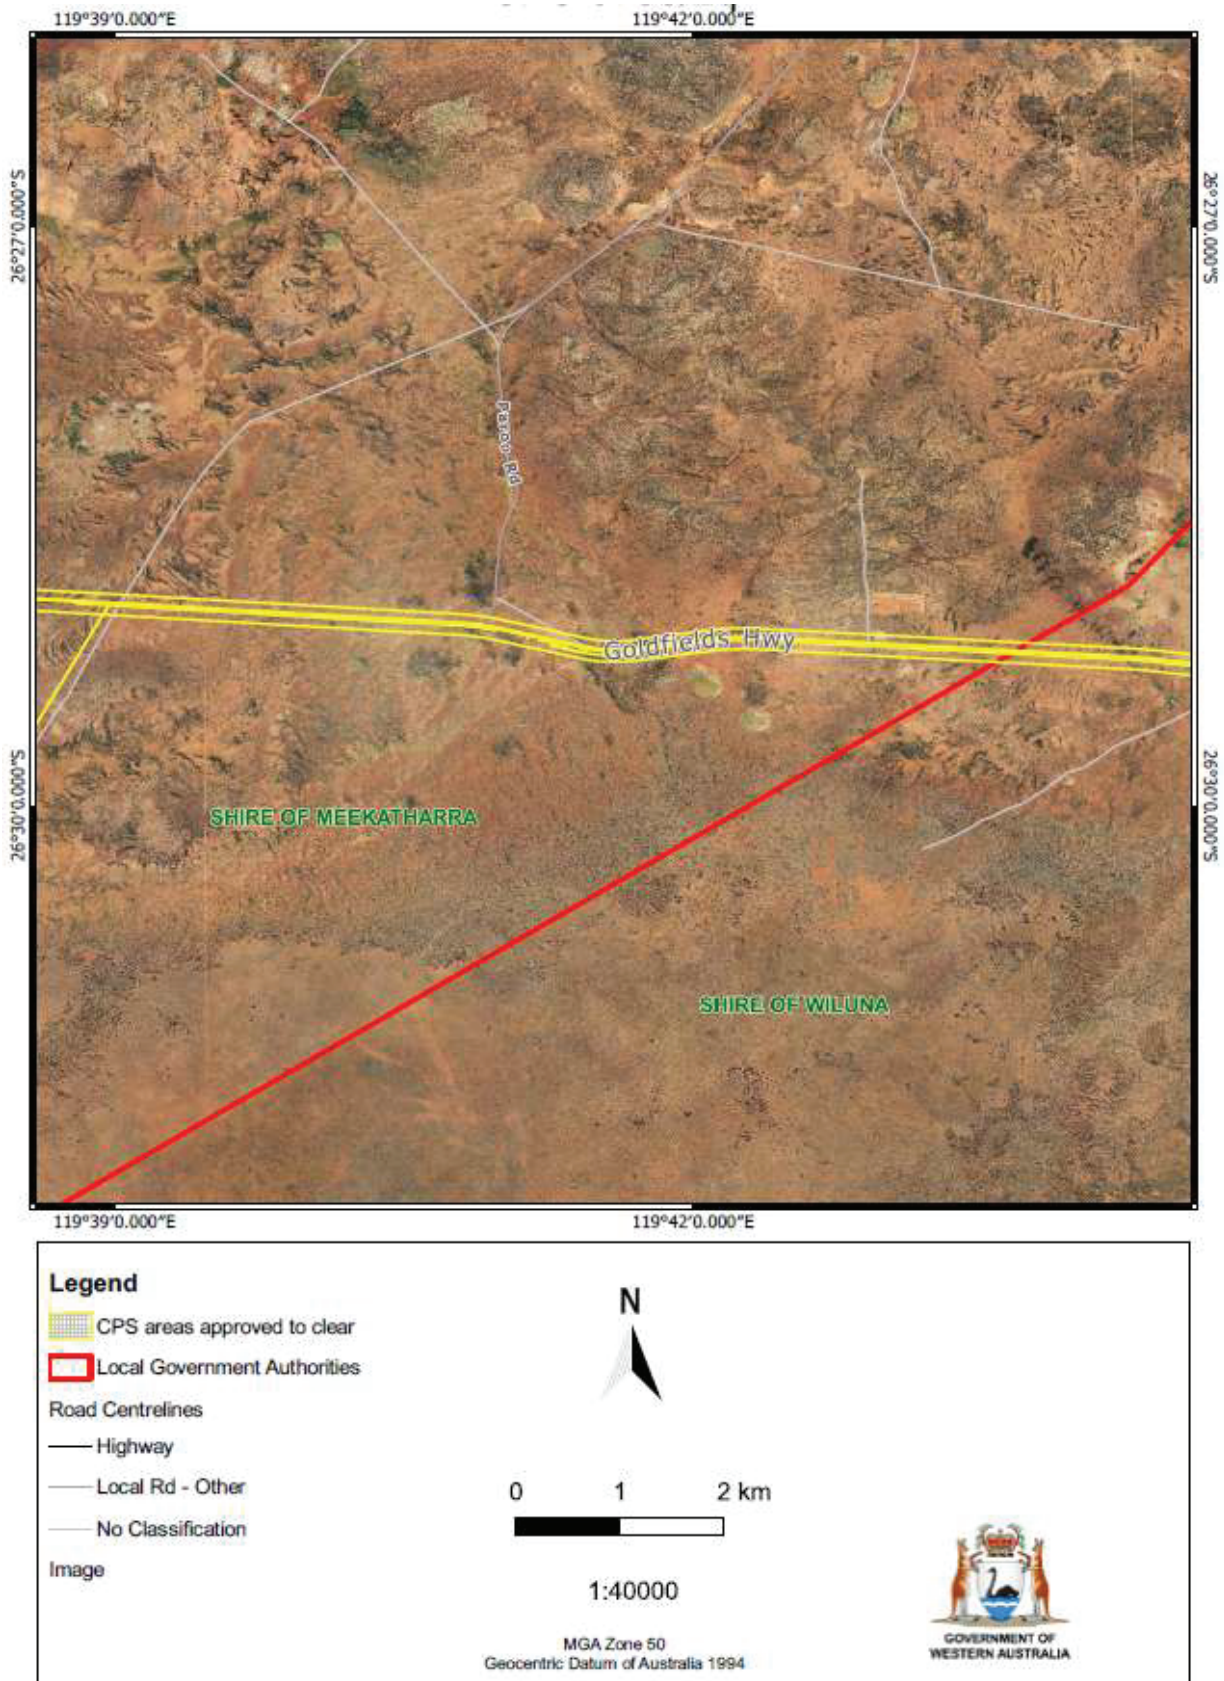 119°39'0.000"E
119°42'0.000"E
26°27'0.000"S
26°27'0.000"S
Paroo Rd
Goldfields Hwy
26°30'0.000"S
26°30'0.000"S
SHIRE OF MEEKATHARRA
SHIRE OF WILUNA
119°39'0.000"E
119°42'0.000"E
Legend
CPS areas approved to clear
Local Government Authorities
Road Centrelines
Highway
Local Rd - Other
No Classification
Image
N
0 1 2 km
1:40000
MGA Zone 50
Geocentric Datum of Australia 1994
GOVERNMENT OF
WESTERN AUSTRALIA